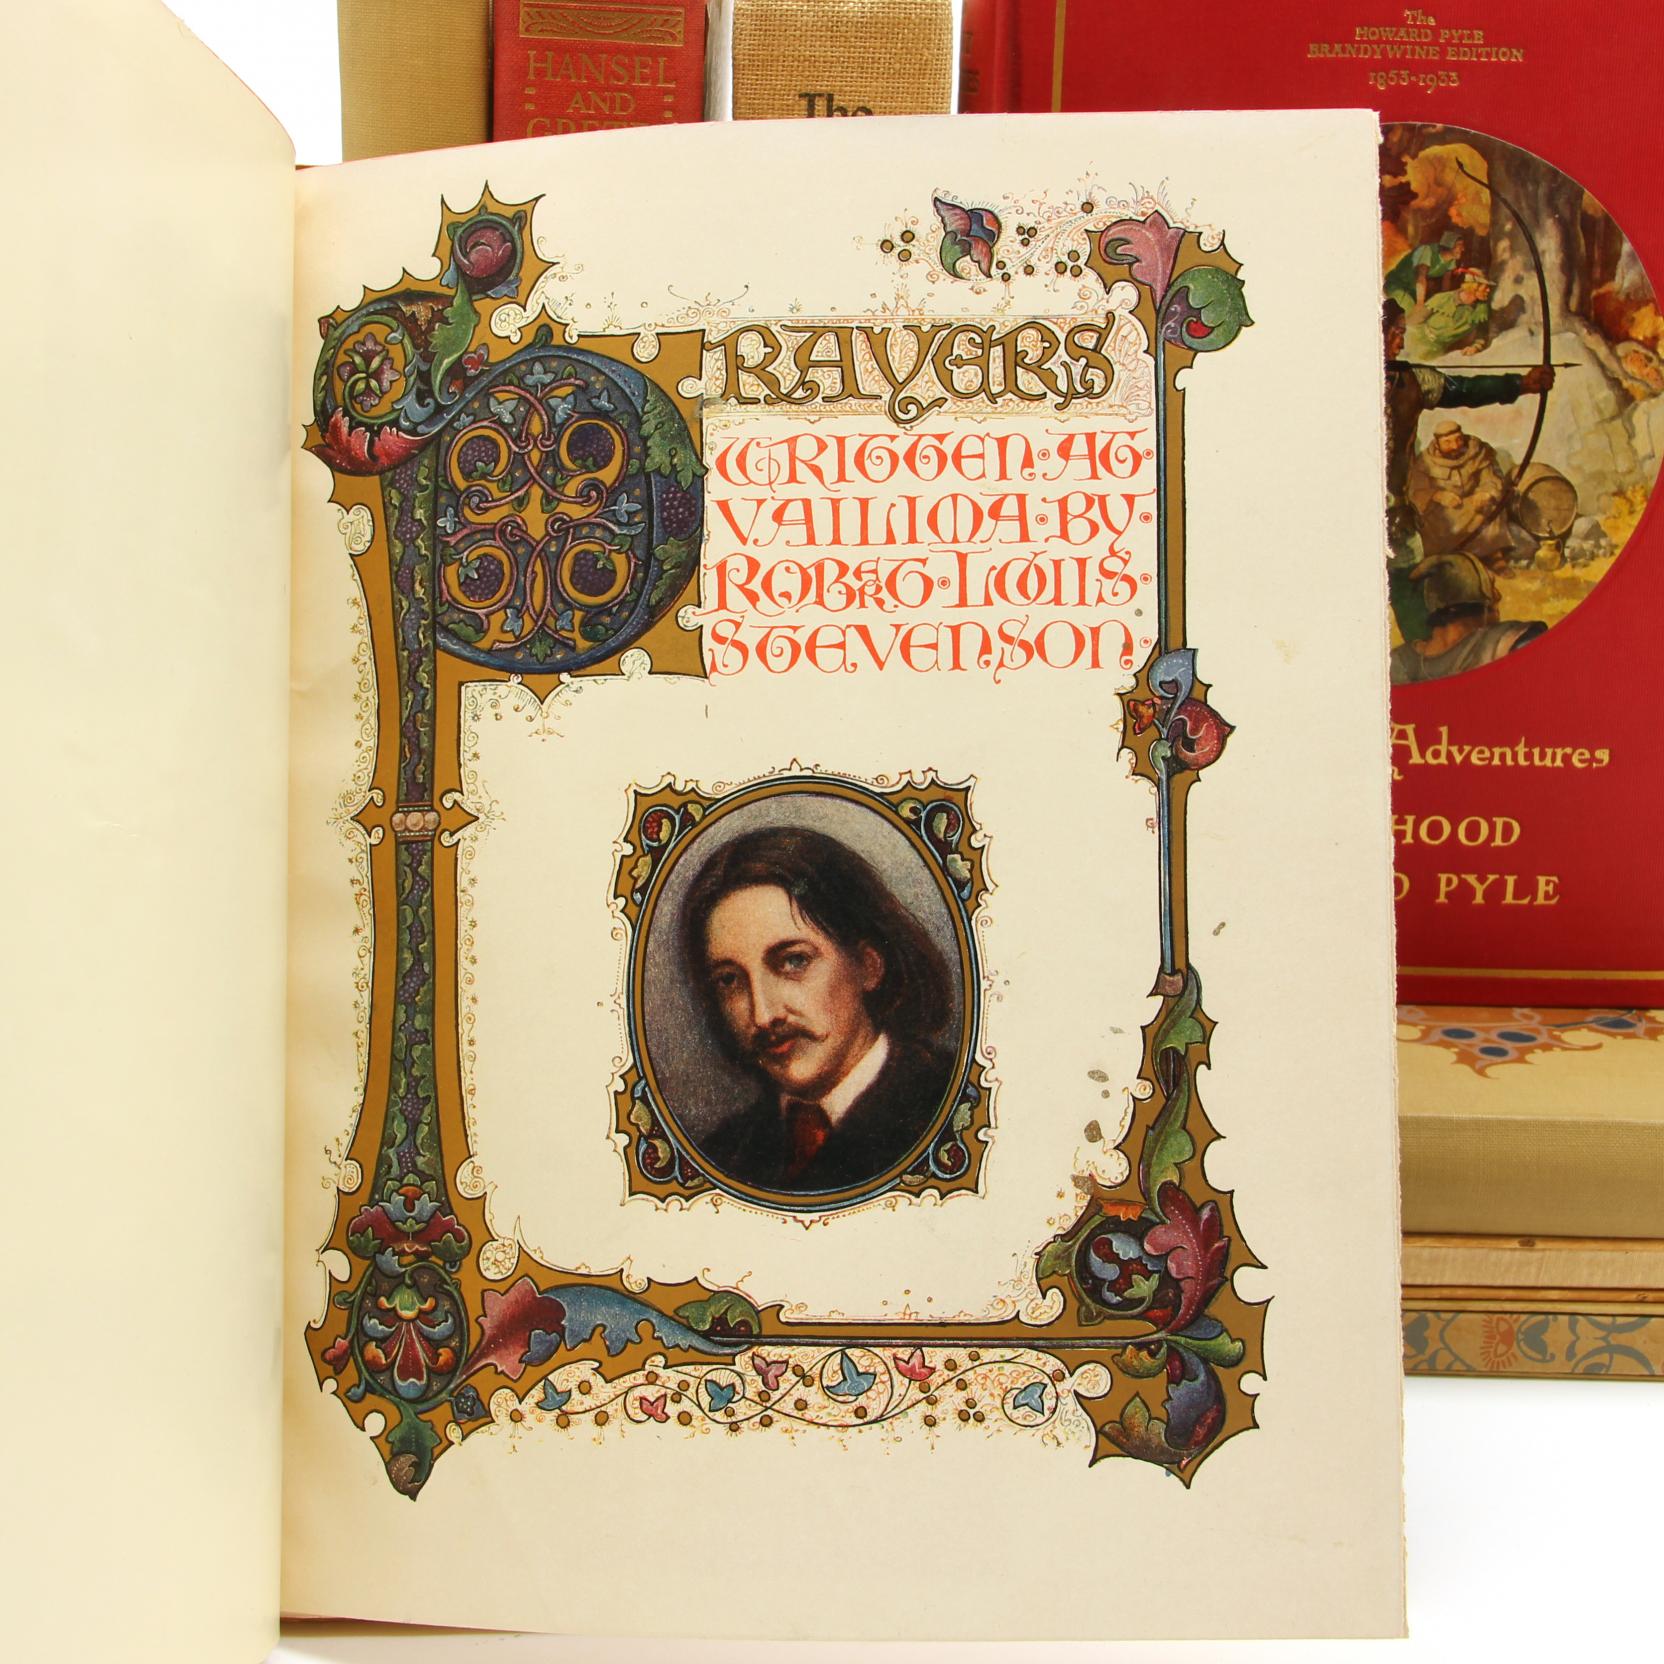 HANSEL
AND
The
The
HOWARD PYLE
BRANDYWINE EDITION
1853-1933
PRAYERS
WRITTEN·AT·
VAILIMA·BY·
ROBERT·LOUIS·
STEVENSON·
Adventures
HOOD
PYLE